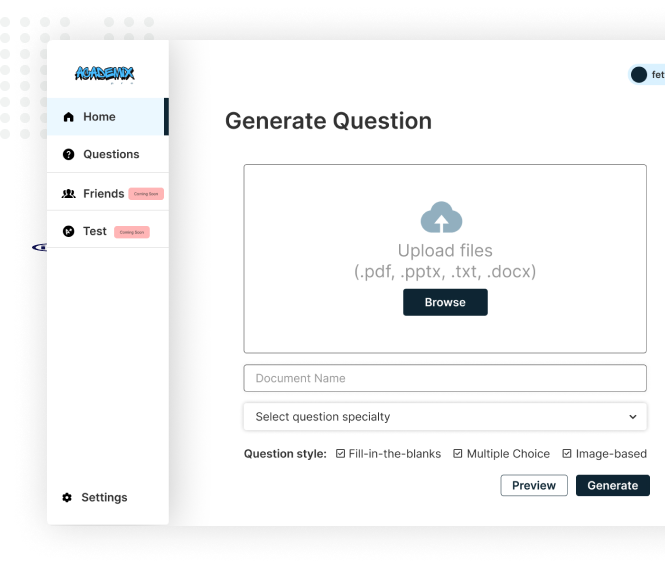 ACADEMIX
fet
Home
Generate Question
Questions
Friends Coming Soon
Test Coming Soon
Upload files
(.pdf, .pptx, .txt, .docx)
Browse
Document Name
Select question specialty
Question style: Fill-in-the-blanks Multiple Choice Image-based
Preview Generate
Settings